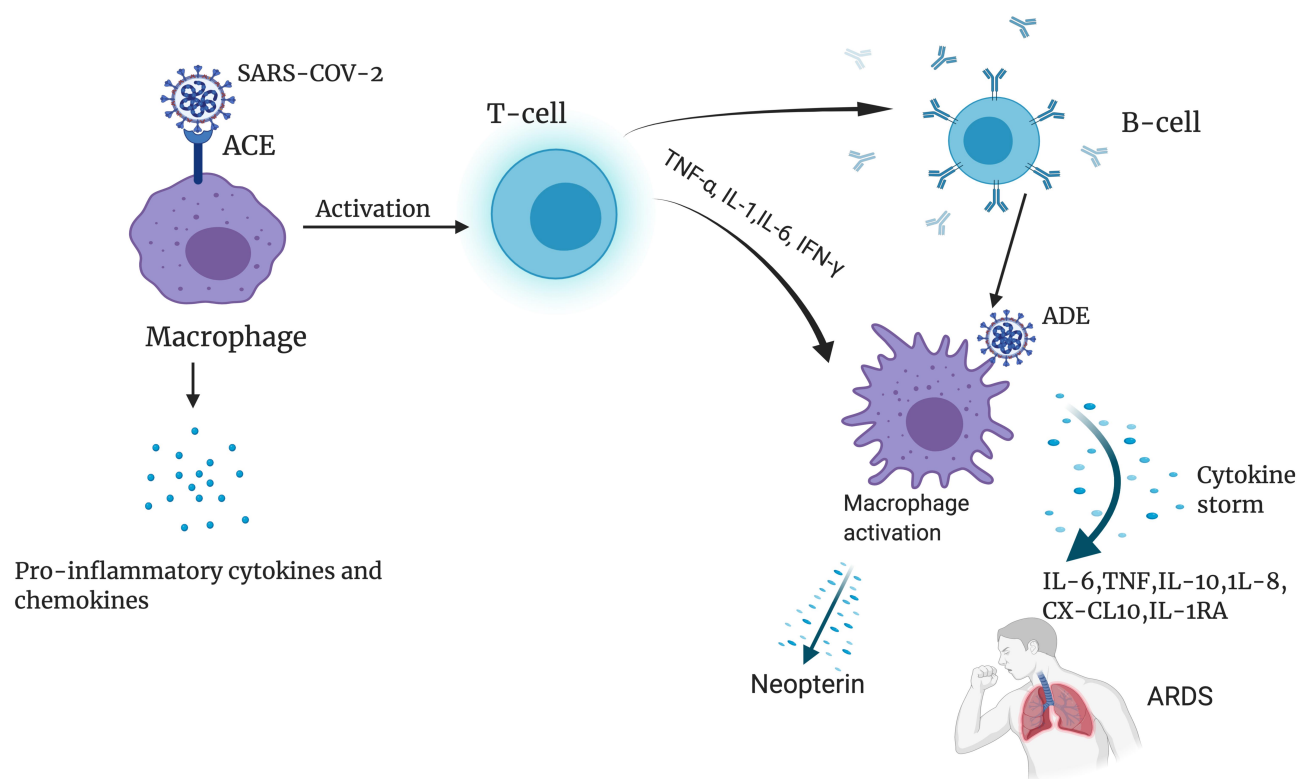 SARS-COV-2
ACE
Macrophage
Pro-inflammatory cytokines and
chemokines
Activation
T-cell
TNF-α, IL-1,IL-6, IFN-γ
B-cell
ADE
Macrophage
activation
Neopterin
Cytokine
storm
IL-6,TNF,IL-10,1L-8,
CX-CL10,IL-1RA
ARDS